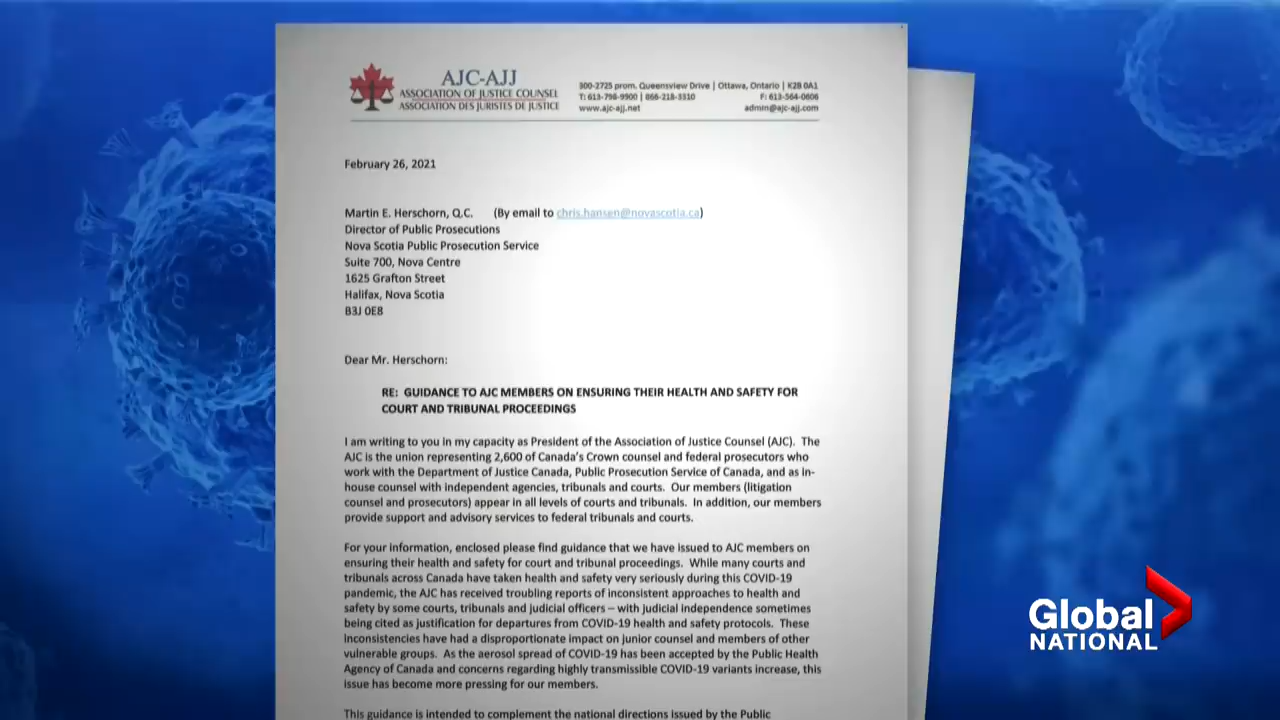 AJC-AJJ
ASSOCIATION OF JUSTICE COUNSEL
ASSOCIATION DES JURISTES DE JUSTICE
300-2725 prom. Queensview Drive | Ottawa, Ontario | K2B 0A1
T: 613-798-9900 | 866-218-3310 F: 613-564-0606
www.ajc-ajj.net admin@ajc-ajj.com
February 26, 2021
Martin E. Herschorn, Q.C. (By email to chris.hansen@novascotia.ca)
Director of Public Prosecutions
Nova Scotia Public Prosecution Service
Suite 700, Nova Centre
1625 Grafton Street
Halifax, Nova Scotia
B3J 0E8
Dear Mr. Herschorn:
RE: GUIDANCE TO AJC MEMBERS ON ENSURING THEIR HEALTH AND SAFETY FOR
COURT AND TRIBUNAL PROCEEDINGS
I am writing to you in my capacity as President of the Association of Justice Counsel (AJC). The
AJC is the union representing 2,600 of Canada's Crown counsel and federal prosecutors who
work with the Department of Justice Canada, Public Prosecution Service of Canada, and as in-
house counsel with independent agencies, tribunals and courts. Our members (litigation
counsel and prosecutors) appear in all levels of courts and tribunals. In addition, our members
provide support and advisory services to federal tribunals and courts.
For your information, enclosed please find guidance that we have issued to AJC members on
ensuring their health and safety for court and tribunal proceedings. While many courts and
tribunals across Canada have taken health and safety very seriously during this COVID-19
pandemic, the AJC has received troubling reports of inconsistent approaches to health and
safety by some courts, tribunals and judicial officers – with judicial independence sometimes
being cited as justification for departures from COVID-19 health and safety protocols. These
inconsistencies have had a disproportionate impact on junior counsel and members of other
vulnerable groups. As the aerosol spread of COVID-19 has been accepted by the Public Health
Agency of Canada and concerns regarding highly transmissible COVID-19 variants increase, this
issue has become more pressing for our members.
This guidance is intended to complement the national directions issued by the Public
Global
NATIONAL